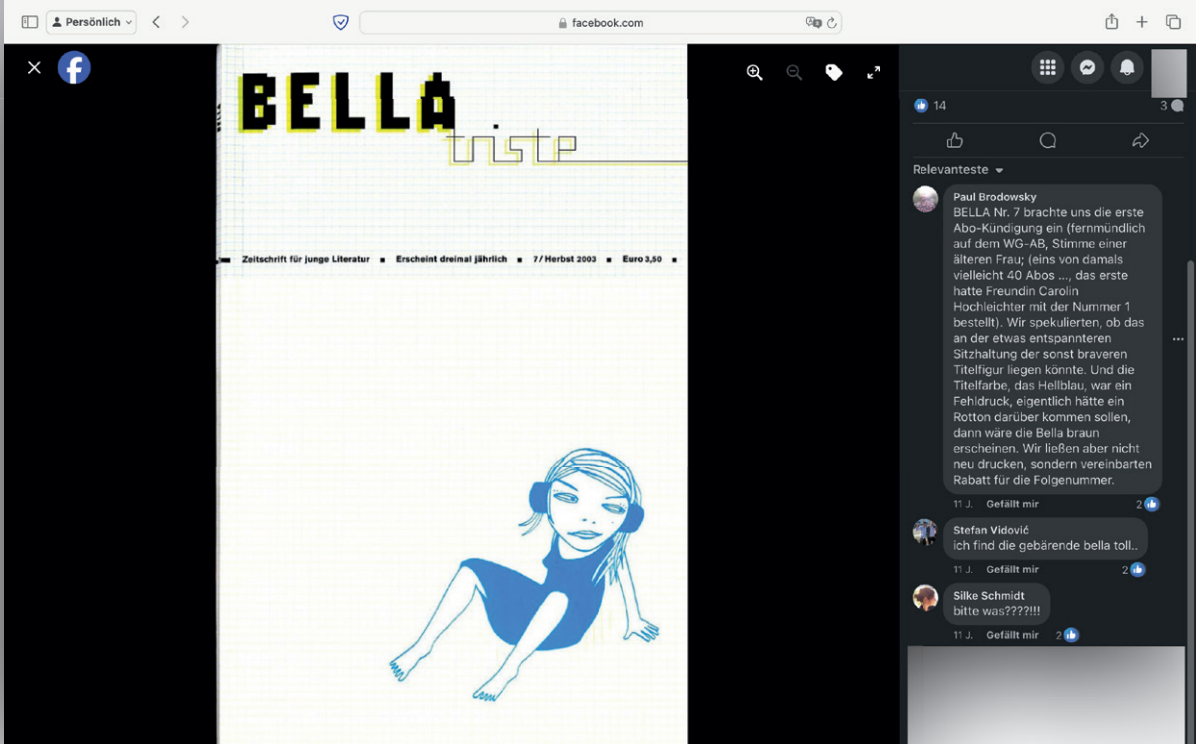 Persönlich
facebook.com
BELLA
triste
Zeitschrift für junge Literatur ■ Erscheint dreimal jährlich ■ 7/Herbst 2003 ■ Euro 3,50 ■
14
3
Relevanteste
Paul Brodowsky
BELLA Nr. 7 brachte uns die erste
Abo-Kündigung ein (fernmündlich
auf dem WG-AB, Stimme einer
älteren Frau; (eins von damals
vielleicht 40 Abos ..., das erste
hatte Freundin Carolin
Hochleichter mit der Nummer 1
bestellt). Wir spekulierten, ob das
an der etwas entspannteren
Sitzhaltung der sonst braveren
Titelfigur liegen könnte. Und die
Titelfarbe, das Hellblau, war ein
Fehldruck, eigentlich hätte ein
Rotton darüber kommen sollen,
dann wäre die Bella braun
erscheinen. Wir ließen aber nicht
neu drucken, sondern vereinbarten
Rabatt für die Folgenummer.
11 J. Gefällt mir 2
Stefan Vidović
ich find die gebärende bella toll..
11 J. Gefällt mir 2
Silke Schmidt
bitte was????!!!
11 J. Gefällt mir 2